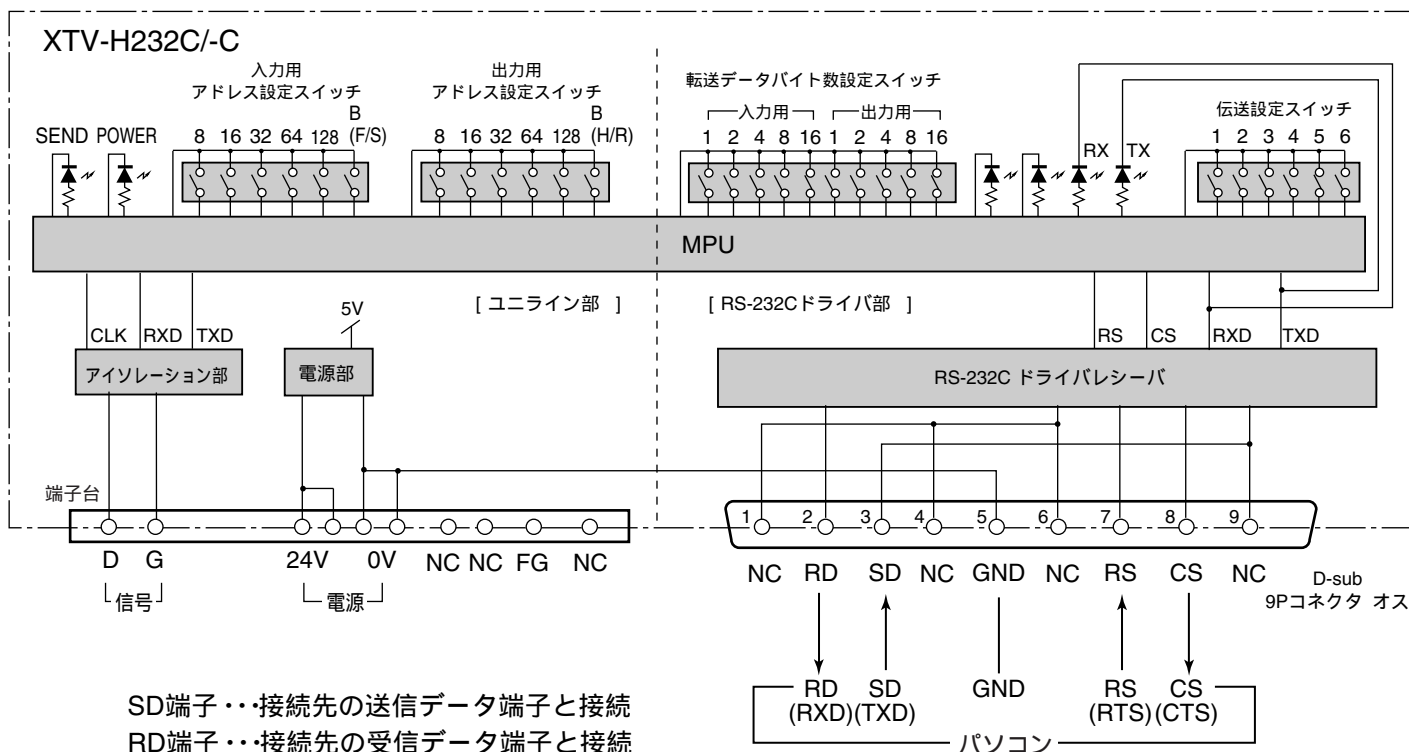 XTV-H232C/-C
入力用
アドレス設定スイッチ
8 16 32 64 128 B (F/S)
出力用
アドレス設定スイッチ
8 16 32 64 128 B (H/R)
転送データバイト数設定スイッチ
入力用 出力用
1 2 4 8 16 1 2 4 8 16
伝送設定スイッチ
1 2 3 4 5 6
SEND POWER
RX TX
MPU
[ ユニライン部 ]
[ RS-232Cドライバ部 ]
5V
CLK RXD TXD
RS CS RXD TXD
アイソレーション部
電源部
RS-232C ドライバレシーバ
端子台
1 2 3 4 5 6 7 8 9
D G 24V 0V NC NC FG NC
信号 電源
NC RD SD NC GND NC RS CS NC
D-sub
9Pコネクタ オス
RD SD GND RS CS
(RXD)(TXD) (RTS)(CTS)
パソコン
SD端子・・・接続先の送信データ端子と接続
RD端子・・・接続先の受信データ端子と接続